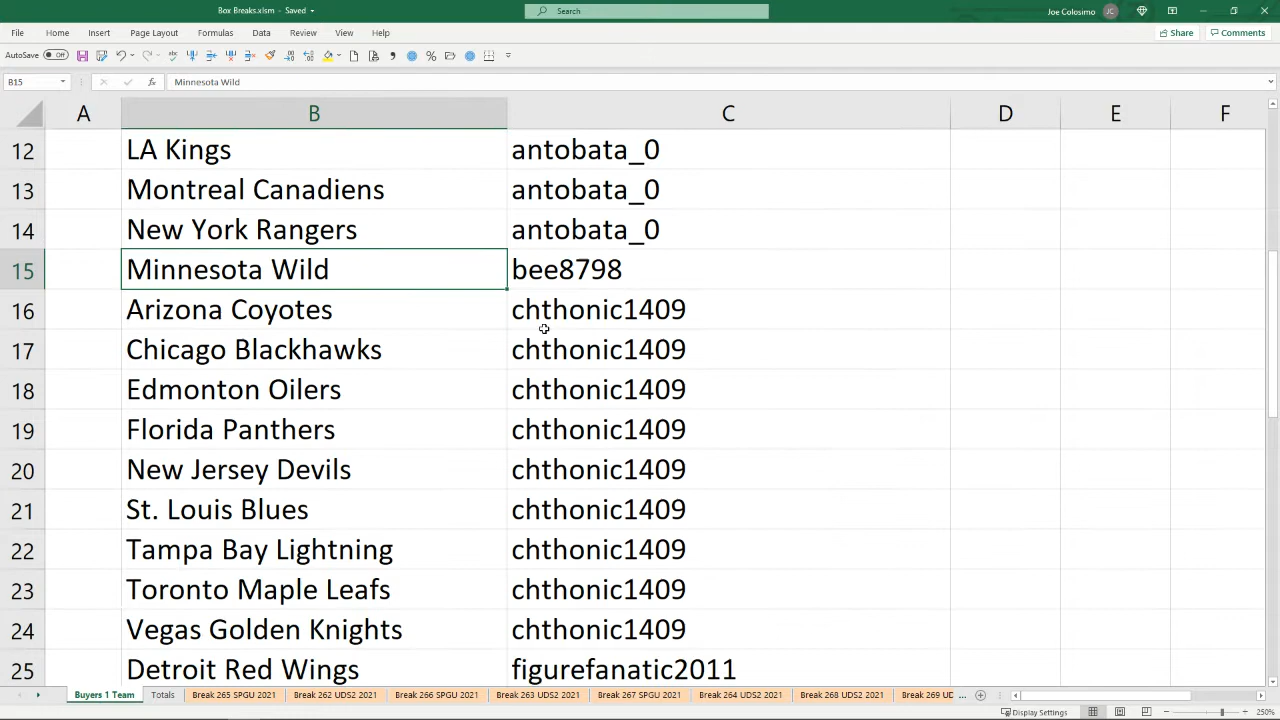 Box Breaks.xlsm - Saved
Search
Joe Colosimo
JC
File Home Insert Page Layout Formulas Data Review View Help
Share
Comments
AutoSave Off
B15
fx
Minnesota Wild
A B C D E F
12 LA Kings antobata_0
13 Montreal Canadiens antobata_0
14 New York Rangers antobata_0
15 Minnesota Wild bee8798
16 Arizona Coyotes chthonic1409
17 Chicago Blackhawks chthonic1409
18 Edmonton Oilers chthonic1409
19 Florida Panthers chthonic1409
20 New Jersey Devils chthonic1409
21 St. Louis Blues chthonic1409
22 Tampa Bay Lightning chthonic1409
23 Toronto Maple Leafs chthonic1409
24 Vegas Golden Knights chthonic1409
25 Detroit Red Wings figurefanatic2011
Buyers 1 Team Totals Break 265 SPGU 2021 Break 262 UDS2 2021 Break 266 SPGU 2021 Break 263 UDS2 2021 Break 267 SPGU 2021 Break 264 UDS2 2021 Break 268 UDS2 2021 Break 269 UD ...
Display Settings
250%